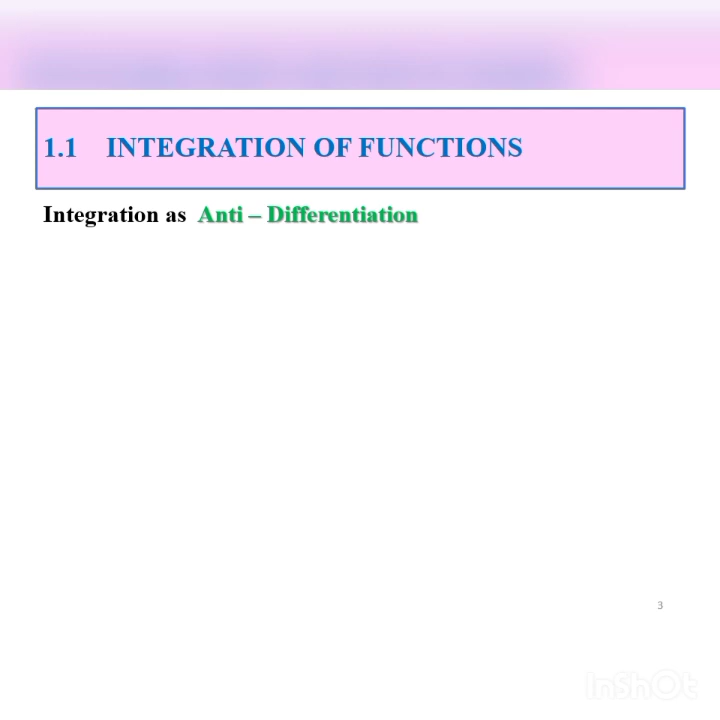 1.1 INTEGRATION OF FUNCTIONS
Integration as Anti – Differentiation
3
InShOt